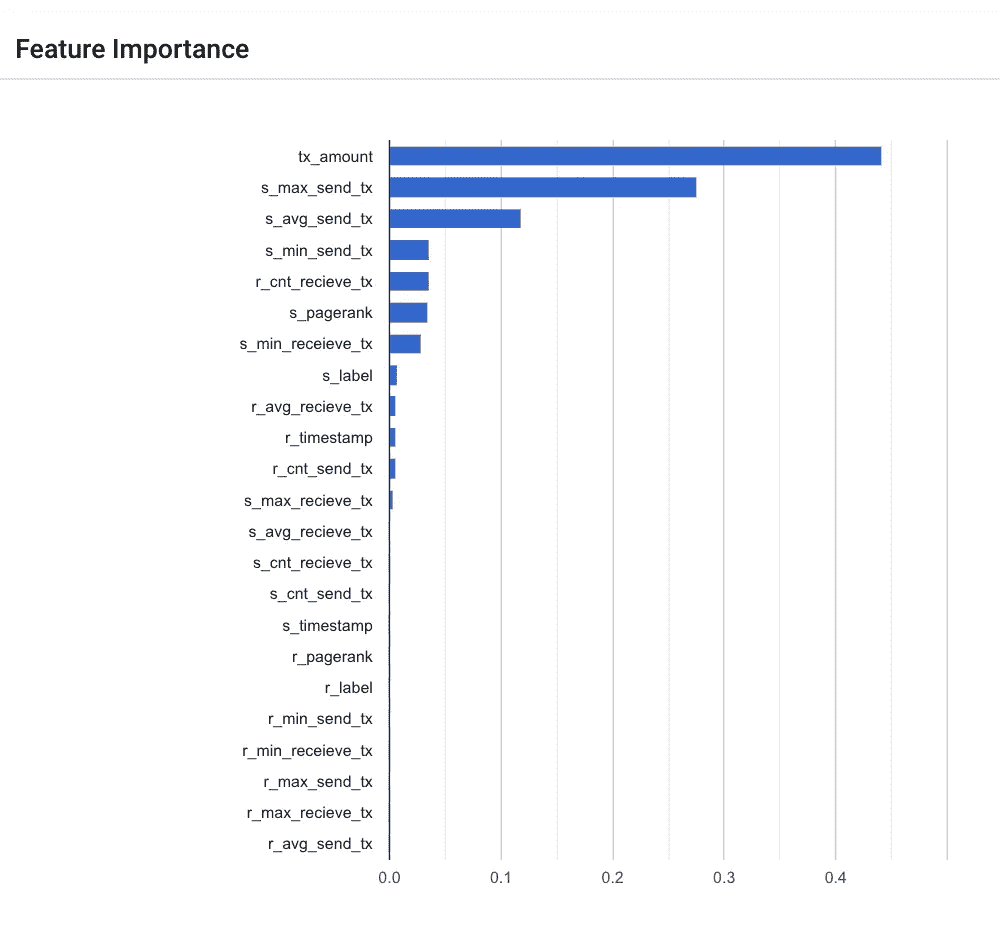 Feature Importance
tx_amount
s_max_send_tx
s_avg_send_tx
s_min_send_tx
r_cnt_recieve_tx
s_pagerank
s_min_receieve_tx
s_label
r_avg_recieve_tx
r_timestamp
r_cnt_send_tx
s_max_recieve_tx
s_avg_recieve_tx
s_cnt_recieve_tx
s_cnt_send_tx
s_timestamp
r_pagerank
r_label
r_min_send_tx
r_min_receieve_tx
r_max_send_tx
r_max_recieve_tx
r_avg_send_tx
0.0 0.1 0.2 0.3 0.4